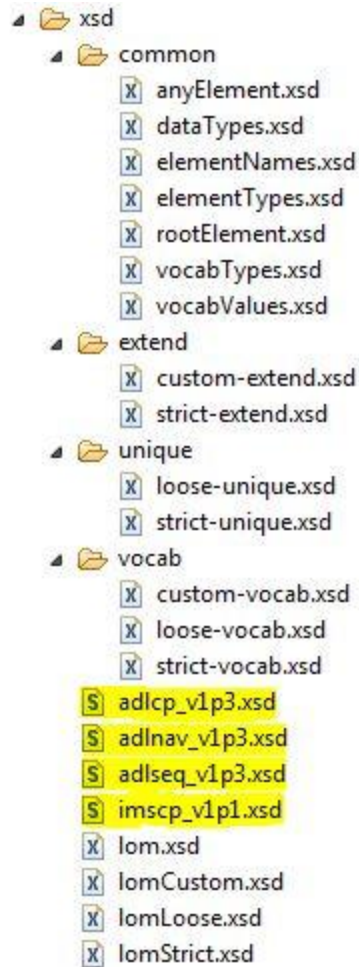 xsd
common
anyElement.xsd
dataTypes.xsd
elementNames.xsd
elementTypes.xsd
rootElement.xsd
vocabTypes.xsd
vocabValues.xsd
extend
custom-extend.xsd
strict-extend.xsd
unique
loose-unique.xsd
strict-unique.xsd
vocab
custom-vocab.xsd
loose-vocab.xsd
strict-vocab.xsd
adlcp_v1p3.xsd
adlnav_v1p3.xsd
adlseq_v1p3.xsd
imscp_v1p1.xsd
lom.xsd
lomCustom.xsd
lomLoose.xsd
lomStrict.xsd